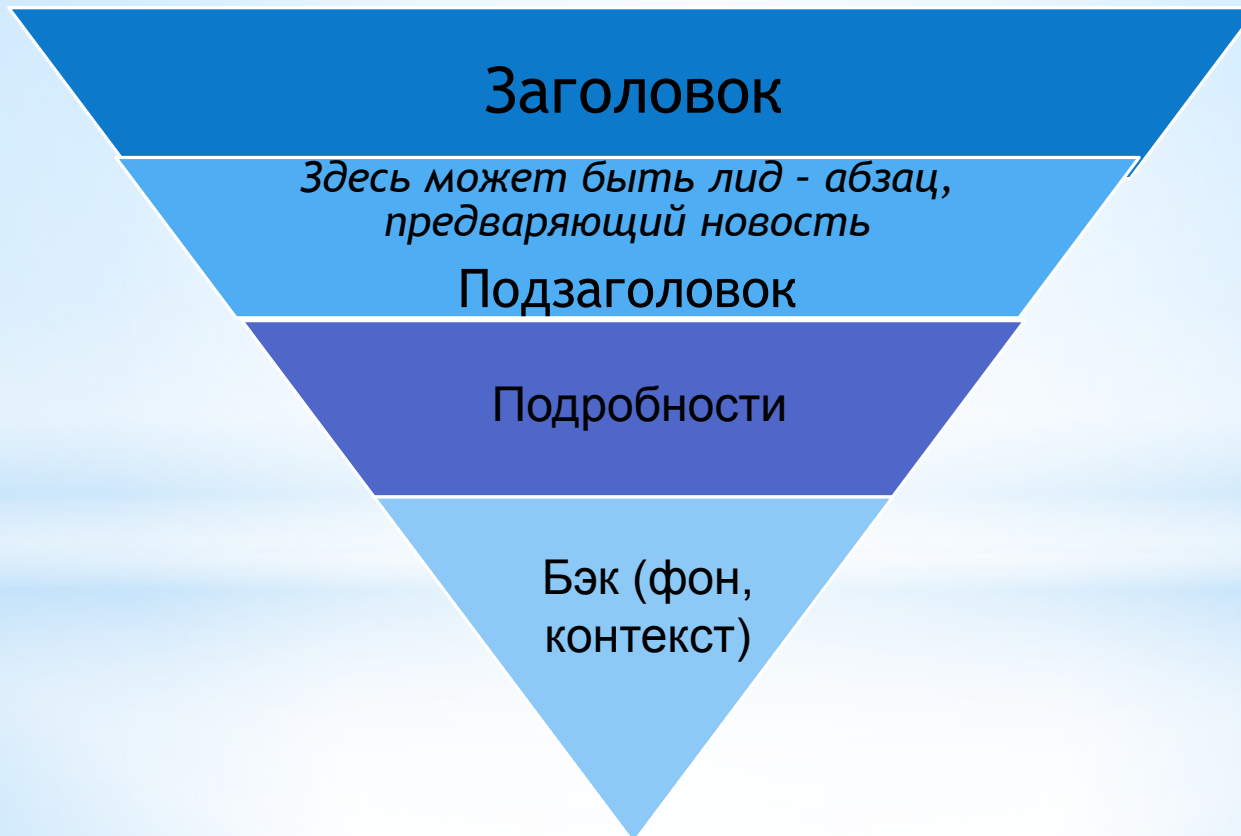 Заголовок
Здесь может быть лид - абзац,
предваряющий новость
Подзаголовок
Подробности
Бэк (фон,
контекст)